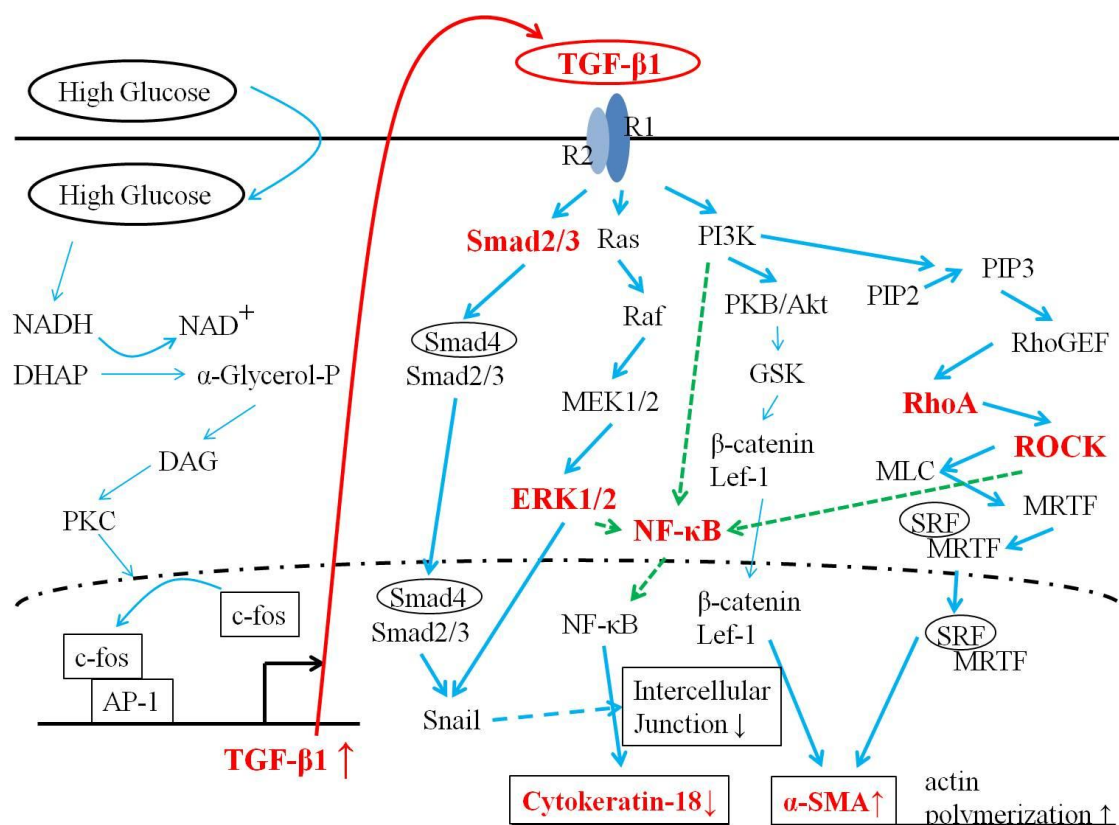 TGF-β1
High Glucose
R1
R2
High Glucose
Smad2/3
Ras
PI3K
PIP3
PIP2
PKB/Akt
NADH
NAD+
Raf
Smad4
Smad2/3
RhoGEF
DHAP
α-Glycerol-P
GSK
MEK1/2
RhoA
ROCK
DAG
β-catenin
Lef-1
MLC
PKC
ERK1/2
NF-κB
SRF
MRTF
MRTF
c-fos
Smad4
Smad2/3
NF-κB
β-catenin
Lef-1
SRF
MRTF
c-fos
AP-1
Snail
Intercellular
Junction ↓
TGF-β1 ↑
Cytokeratin-18↓
α-SMA↑
actin
polymerization ↑